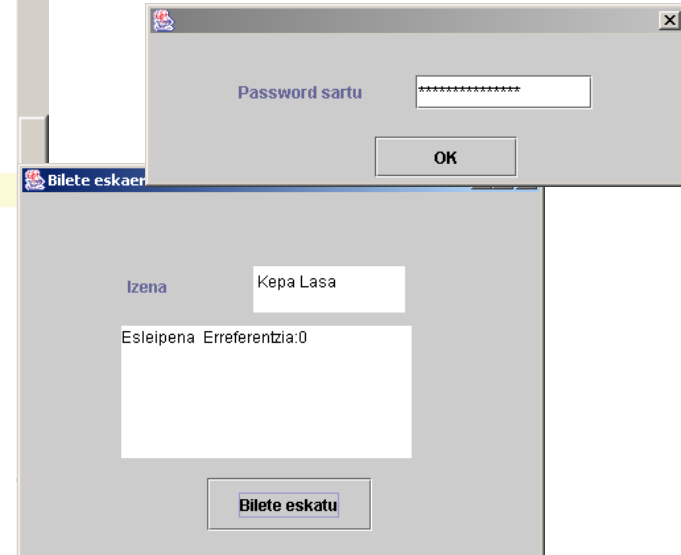 Password sartu ***************
OK
Bilete eskaer
Izena Kepa Lasa
Esleipena Erreferentzia:0
Bilete eskatu